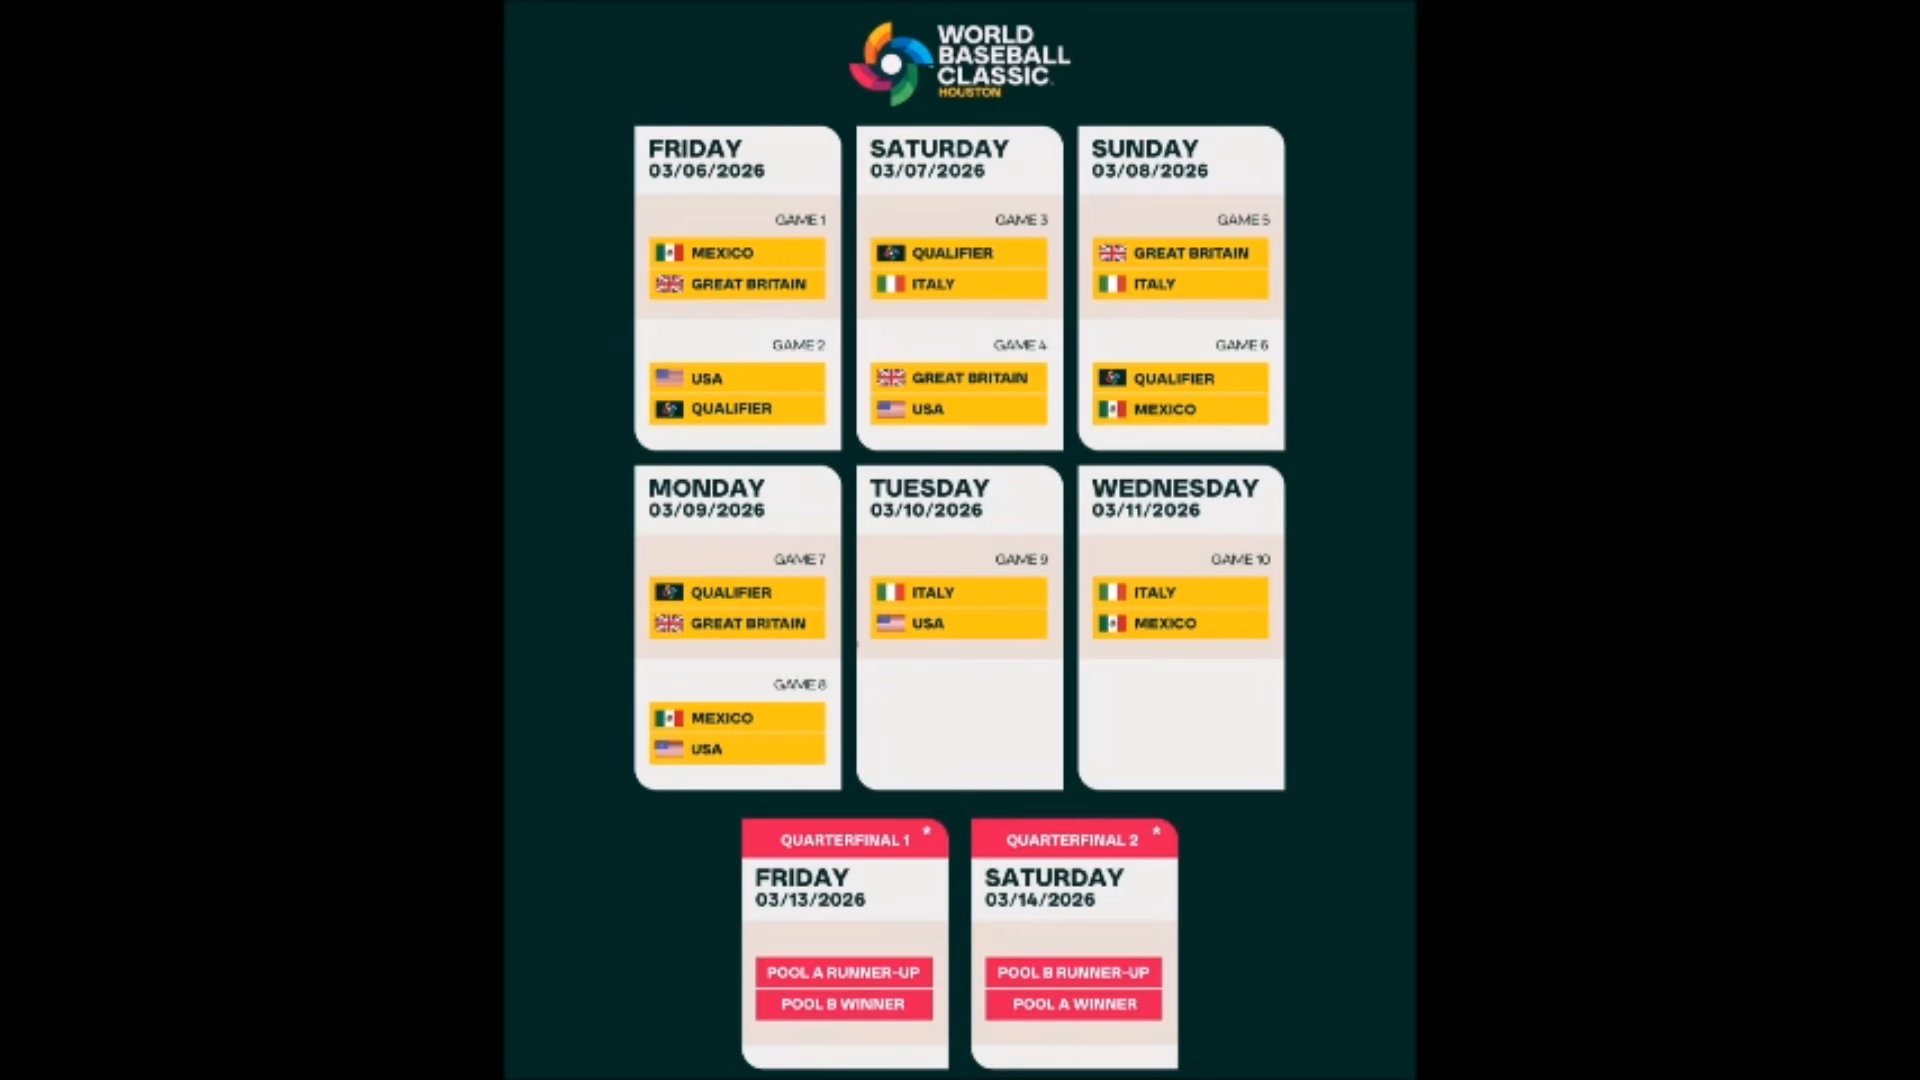 WORLD
BASEBALL
CLASSIC
HOUSTON
FRIDAY
03/06/2026
GAME 1
MEXICO
GREAT BRITAIN
GAME 2
USA
QUALIFIER
SATURDAY
03/07/2026
GAME 3
QUALIFIER
ITALY
GAME 4
GREAT BRITAIN
USA
SUNDAY
03/08/2026
GAME 5
GREAT BRITAIN
ITALY
GAME 6
QUALIFIER
MEXICO
MONDAY
03/09/2026
GAME 7
QUALIFIER
GREAT BRITAIN
GAME 8
MEXICO
USA
TUESDAY
03/10/2026
GAME 9
ITALY
USA
WEDNESDAY
03/11/2026
GAME 10
ITALY
MEXICO
QUARTERFINAL 1 *
FRIDAY
03/13/2026
POOL A RUNNER-UP
POOL B WINNER
QUARTERFINAL 2 *
SATURDAY
03/14/2026
POOL B RUNNER-UP
POOL A WINNER